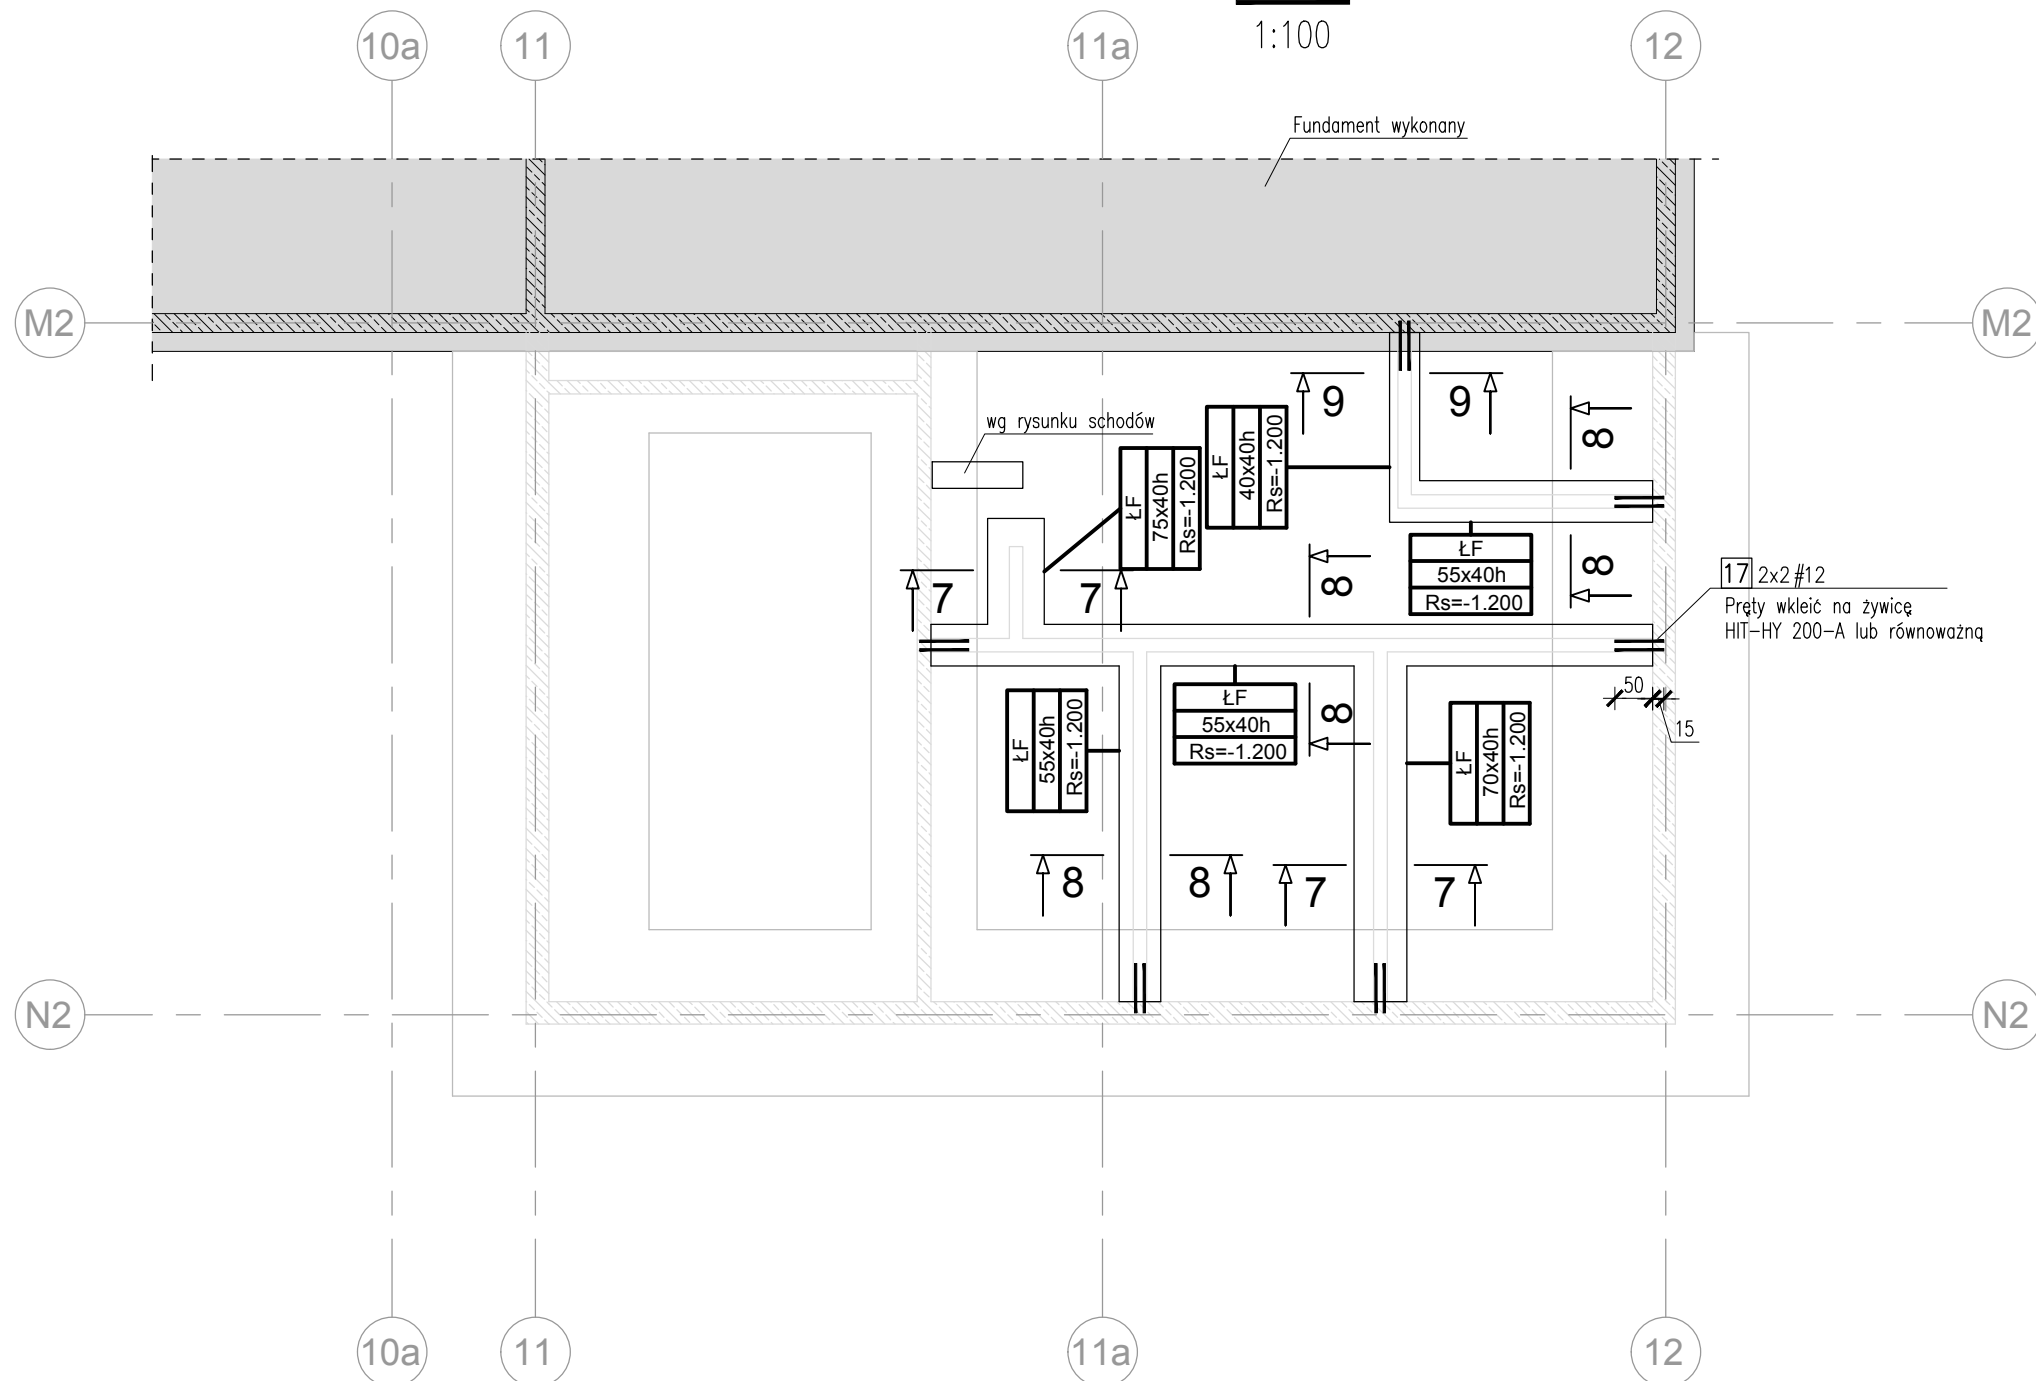 1:100
10a
11
11a
12
Fundament wykonany
M2
M2
9
9
8
wg rysunku schodów
ŁF
40x40h
Rs=-1.200
ŁF
75x40h
Rs=-1.200
ŁF
55x40h
Rs=-1.200
8
8
7
7
17 2x2#12
Pręty wkleić na żywicę
HIT-HY 200-A lub równoważną
ŁF
55x40h
Rs=-1.200
ŁF
55x40h
Rs=-1.200
8
ŁF
70x40h
Rs=-1.200
50
15
8
8
7
7
N2
N2
10a
11
11a
12